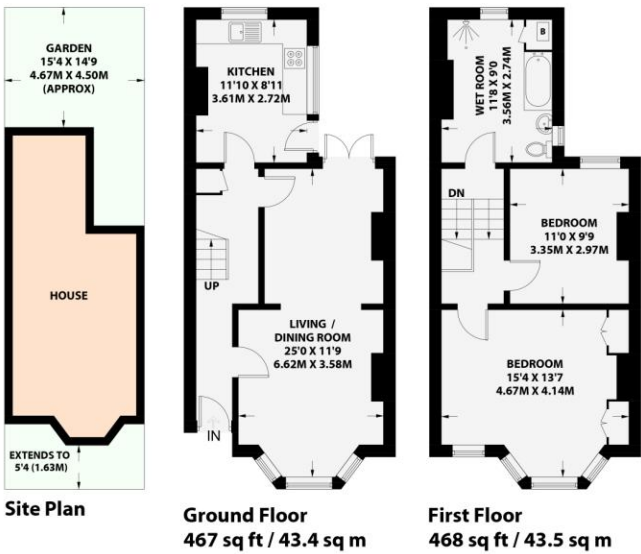 GARDEN
15'4 X 14'9
4.67M X 4.50M
(APPROX)
HOUSE
EXTENDS TO
5'4 (1.63M)
Site Plan
KITCHEN
11'10 X 8'11
3.61M X 2.72M
UP
LIVING /
DINING ROOM
25'0 X 11'9
6.62M X 3.58M
IN
Ground Floor
467 sq ft / 43.4 sq m
B
WET ROOM
11'8 X 9'0
3.56M X 2.74M
DN
BEDROOM
11'0 X 9'9
3.35M X 2.97M
BEDROOM
15'4 X 13'7
4.67M X 4.14M
First Floor
468 sq ft / 43.5 sq m